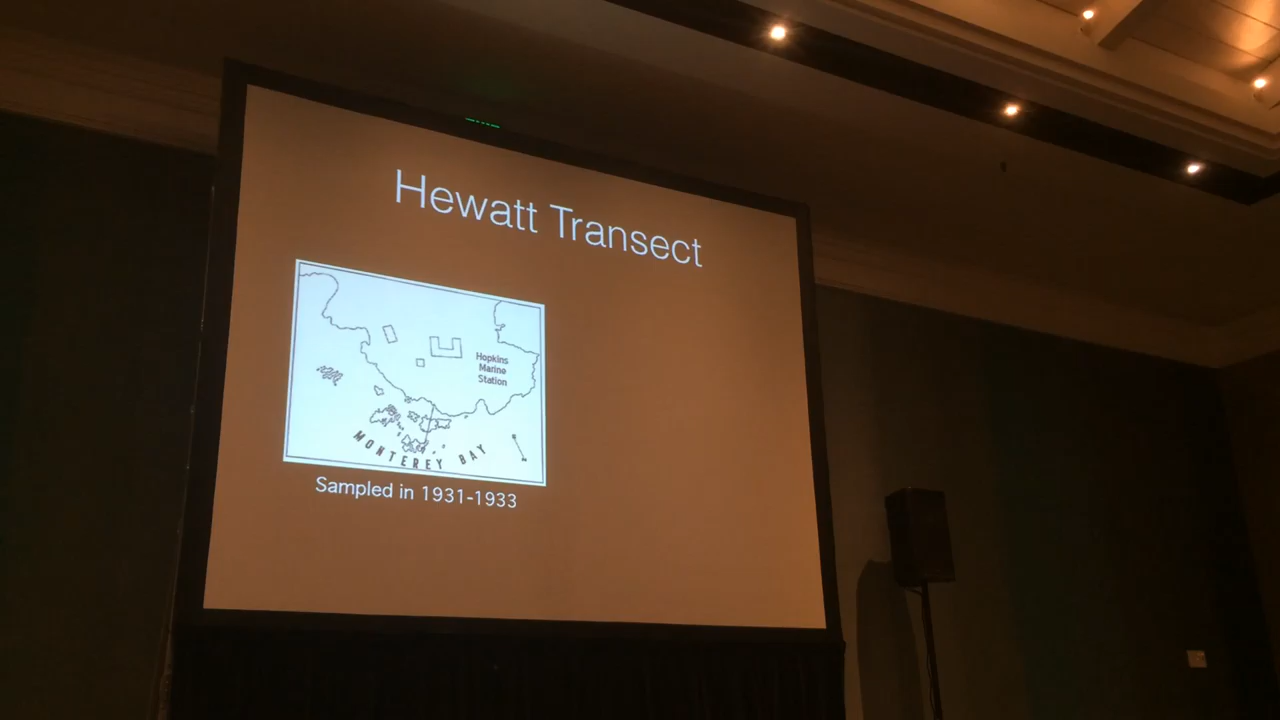 Hewatt Transect
Hopkins
Marine
Station
MONTEREY BAY
Sampled in 1931-1933